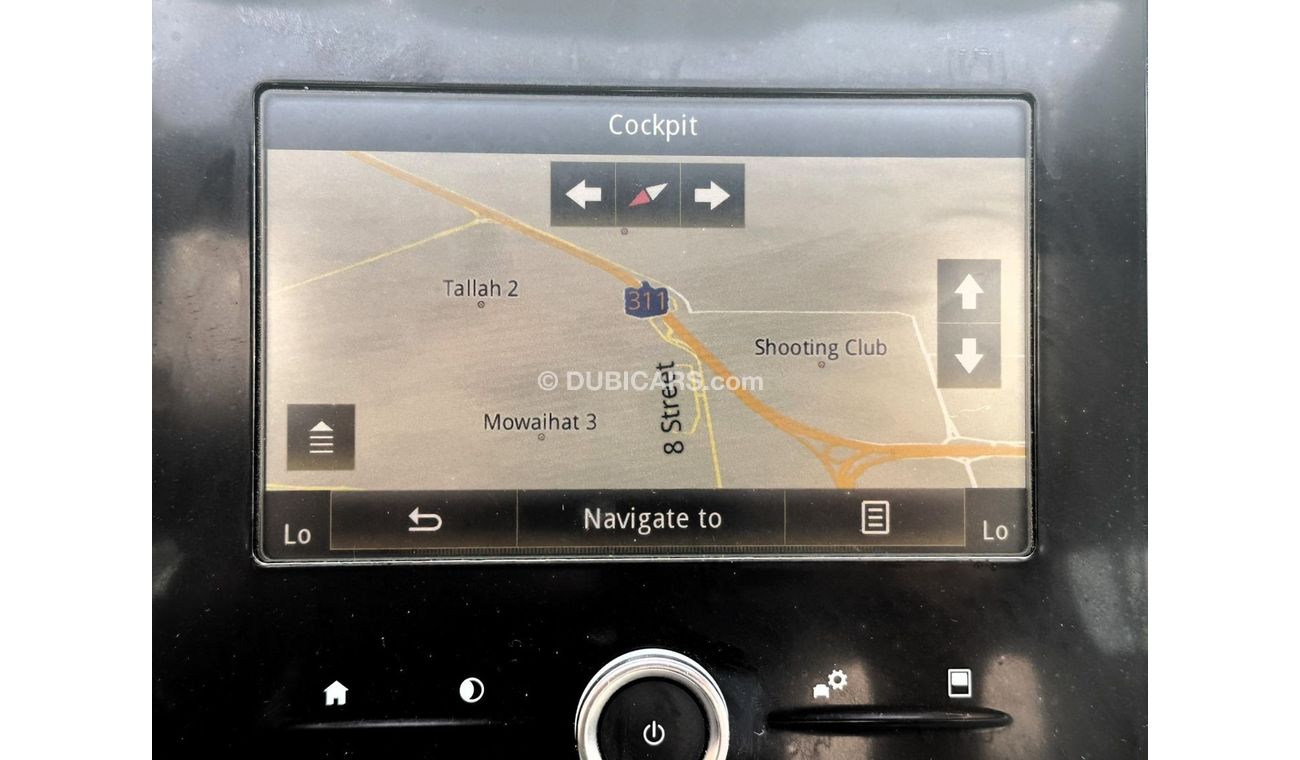 Cockpit
Tallah 2
311
Shooting Club
© DUBICARS.com
8 Street
Mowaihat 3
Lo
Navigate to
Lo